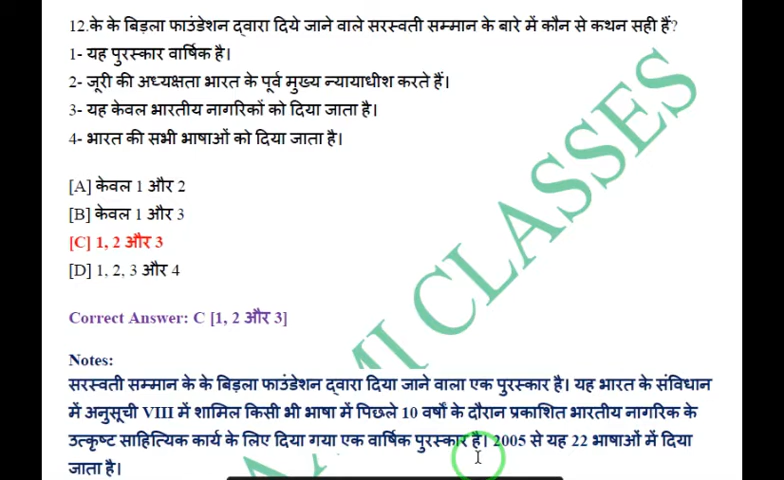 12.के के बिड़ला फाउंडेशन द्वारा दिये जाने वाले सरस्वती सम्मान के बारे में कौन से कथन सही हैं?
1- यह पुरस्कार वार्षिक है।
2- जूरी की अध्यक्षता भारत के पूर्व मुख्य न्यायाधीश करते हैं।
3- यह केवल भारतीय नागरिकों को दिया जाता है।
4- भारत की सभी भाषाओं को दिया जाता है।
[A] केवल 1 और 2
[B] केवल 1 और 3
[C] 1, 2 और 3
[D] 1, 2, 3 और 4
Correct Answer: C [1, 2 और 3]
Notes:
सरस्वती सम्मान के के बिड़ला फाउंडेशन द्वारा दिया जाने वाला एक पुरस्कार है। यह भारत के संविधान
में अनुसूची VIII में शामिल किसी भी भाषा में पिछले 10 वर्षों के दौरान प्रकाशित भारतीय नागरिक के
उत्कृष्ट साहित्यिक कार्य के लिए दिया गया एक वार्षिक पुरस्कार है। 2005 से यह 22 भाषाओं में दिया
जाता है।
CLASSES